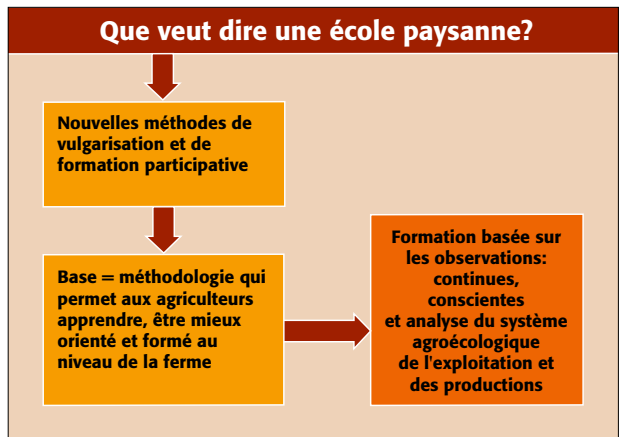 Que veut dire une école paysanne?
Nouvelles méthodes de
vulgarisation et de
formation participative
Base = méthodologie qui
permet aux agriculteurs
apprendre, être mieux
orienté et formé au
niveau de la ferme
Formation basée sur
les observations:
continues,
conscientes
et analyse du système
agroécologique
de l'exploitation et
des productions